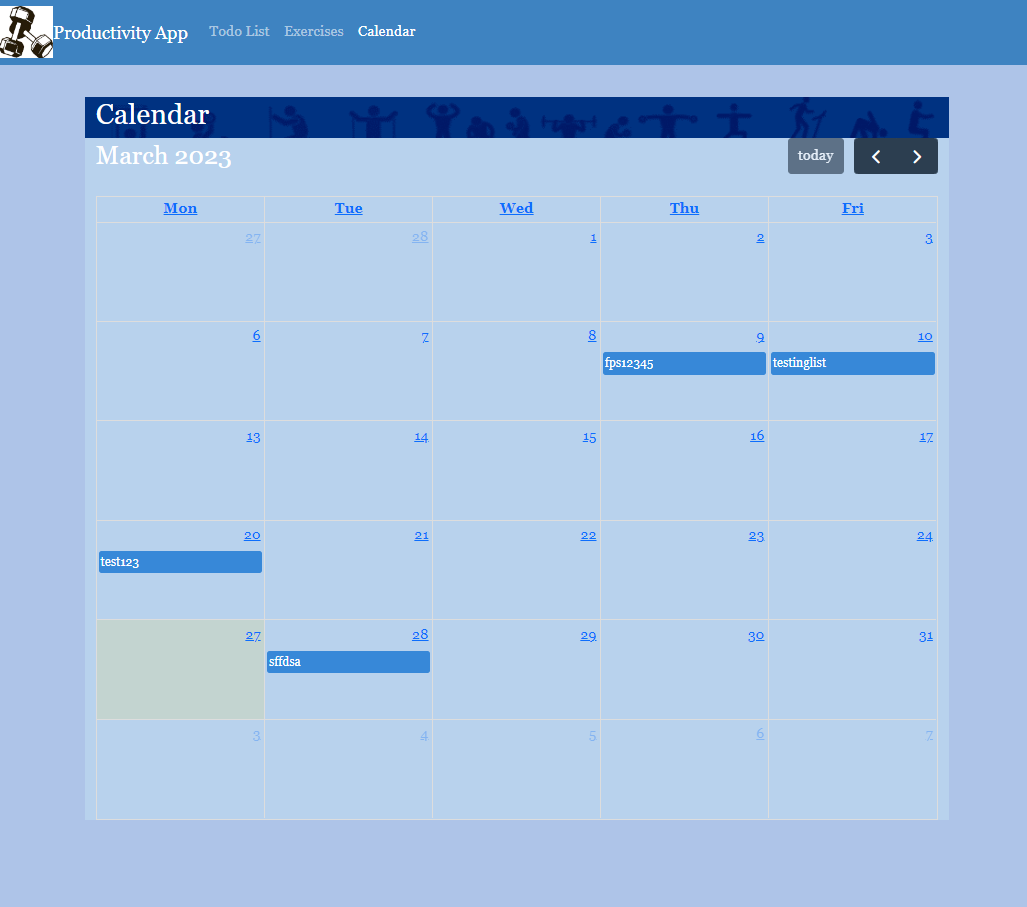 Productivity App Todo List Exercises Calendar
Calendar
March 2023 today
Mon Tue Wed Thu Fri
27 28 1 2 3
6 7 8 9 10
fps12345 testinglist
13 14 15 16 17
20 21 22 23 24
test123
27 28 29 30 31
sffdsa
3 4 5 6 7